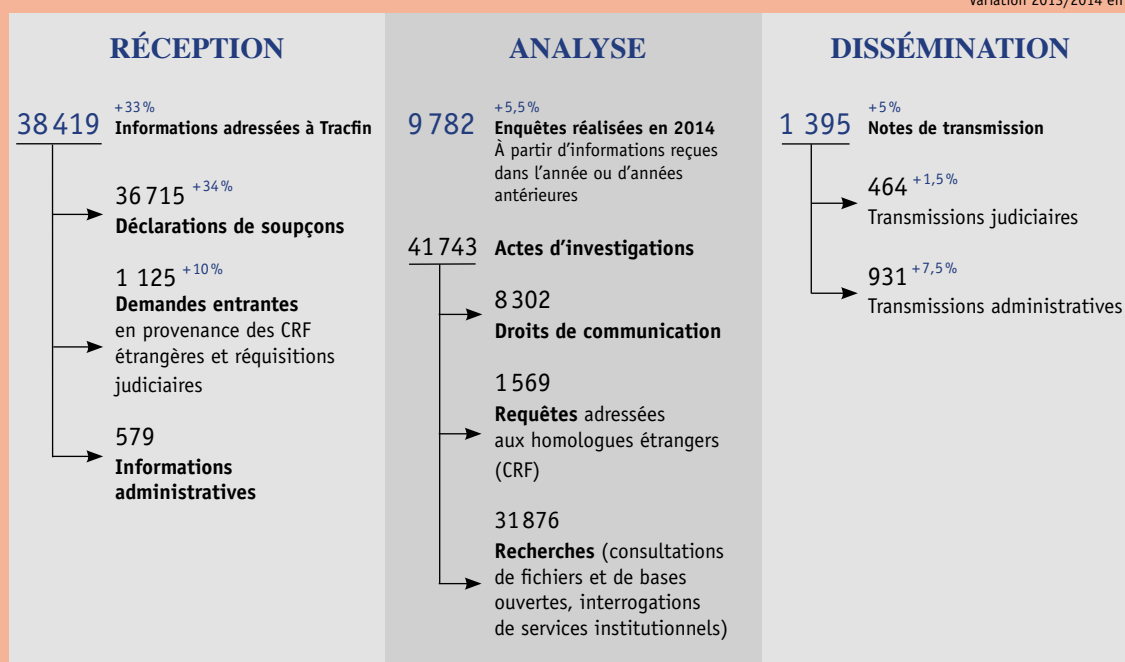 Variation 2013/2014 en
RÉCEPTION
38 419
+33 %
Informations adressées à Tracfin
36 715 +34 %
Déclarations de soupçons
1 125 +10 %
Demandes entrantes
en provenance des CRF
étrangères et réquisitions
judiciaires
579
Informations
administratives
ANALYSE
9 782
+5,5 %
Enquêtes réalisées en 2014
À partir d'informations reçues
dans l'année ou d'années
antérieures
41 743 Actes d'investigations
8 302
Droits de communication
1 569
Requêtes adressées
aux homologues étrangers
(CRF)
31 876
Recherches (consultations
de fichiers et de bases
ouvertes, interrogations
de services institutionnels)
DISSÉMINATION
1 395
+5 %
Notes de transmission
464 +1,5 %
Transmissions judiciaires
931 +7,5 %
Transmissions administratives